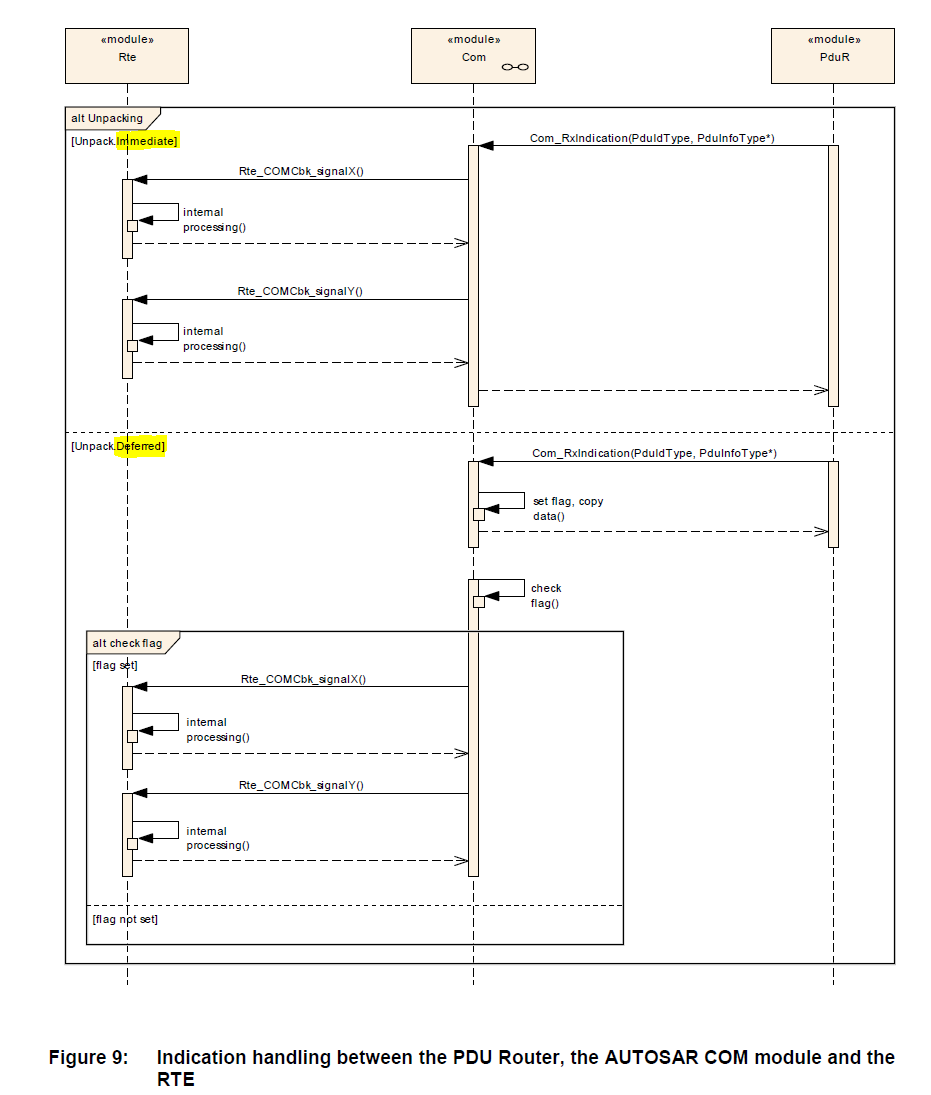 «module»
Rte
«module»
Com
«module»
PduR
alt Unpacking
[Unpack.Immediate]
Com_RxIndication(PduIdType, PduInfoType*)
Rte_COMCbk_signalX()
internal
processing()
Rte_COMCbk_signalY()
internal
processing()
[Unpack.Deferred]
Com_RxIndication(PduIdType, PduInfoType*)
set flag, copy
data()
check
flag()
alt check flag
[flag set]
Rte_COMCbk_signalX()
internal
processing()
Rte_COMCbk_signalY()
internal
processing()
[flag not set]
Figure 9: Indication handling between the PDU Router, the AUTOSAR COM module and the
RTE